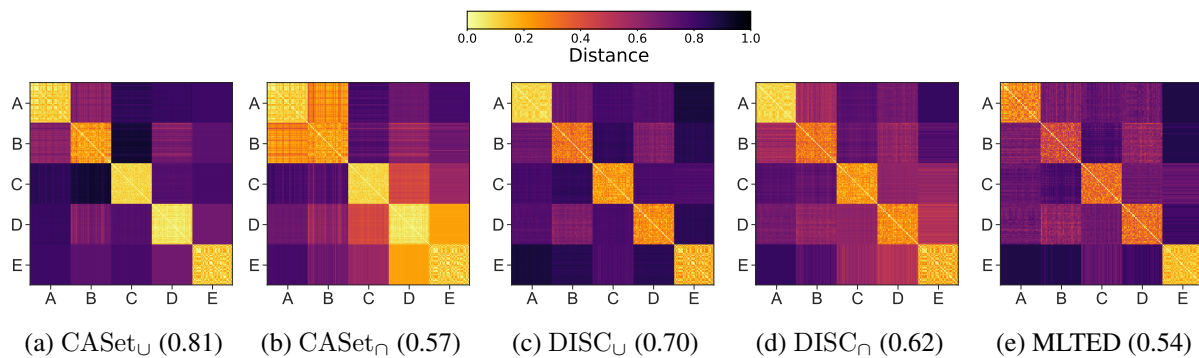 0.0 0.2 0.4 0.6 0.8 1.0
Distance
A
B
C
D
E
A B C D E
A
B
C
D
E
A B C D E
A
B
C
D
E
A B C D E
A
B
C
D
E
A B C D E
A
B
C
D
E
A B C D E
(a) CASet∪ (0.81)
(b) CASet∩ (0.57)
(c) DISC∪ (0.70)
(d) DISC∩ (0.62)
(e) MLTED (0.54)